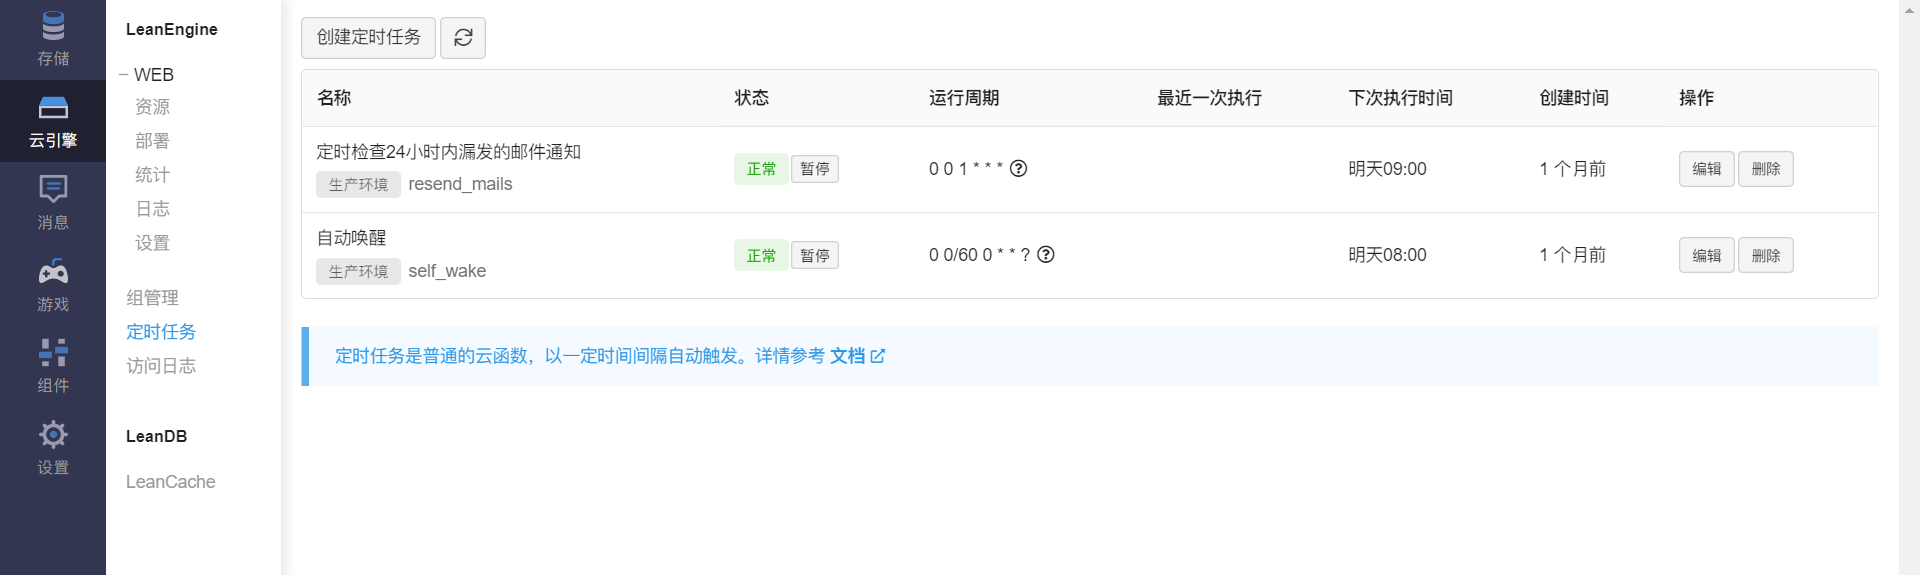 存储
云引擎
消息
游戏
组件
设置
LeanEngine
WEB
资源
部署
统计
日志
设置
组管理
定时任务
访问日志
LeanDB
LeanCache
创建定时任务
名称 状态 运行周期 最近一次执行 下次执行时间 创建时间 操作
定时检查24小时内漏发的邮件通知
生产环境 resend_mails
正常 暂停 0 0 1 * * * 明天09:00 1 个月前 编辑 删除
自动唤醒
生产环境 self_wake
正常 暂停 0 0/60 0 * * ? 明天08:00 1 个月前 编辑 删除
定时任务是普通的云函数，以一定时间间隔自动触发。详情参考 文档